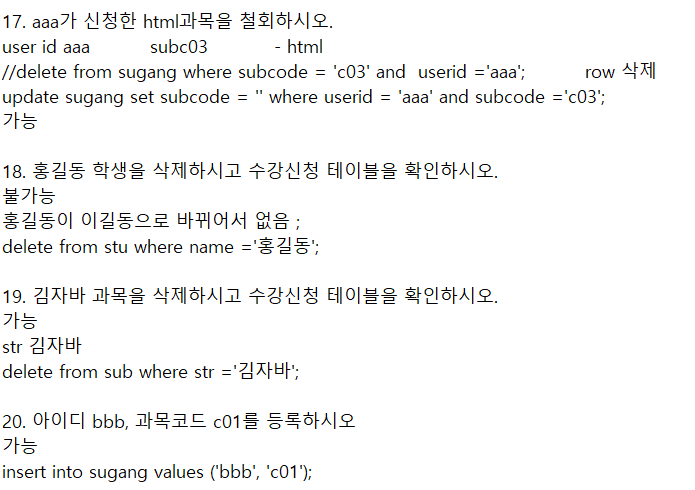 17. aaa가 신청한 html과목을 철회하시오.
user id aaa subc03 - html
//delete from sugang where subcode = 'c03' and userid ='aaa'; row 삭제
update sugang set subcode = '' where userid = 'aaa' and subcode ='c03';
가능
18. 홍길동 학생을 삭제하시고 수강신청 테이블을 확인하시오.
불가능
홍길동이 이길동으로 바뀌어서 없음 ;
delete from stu where name ='홍길동';
19. 김자바 과목을 삭제하시고 수강신청 테이블을 확인하시오.
가능
str 김자바
delete from sub where str ='김자바';
20. 아이디 bbb, 과목코드 c01를 등록하시오
가능
insert into sugang values ('bbb', 'c01');